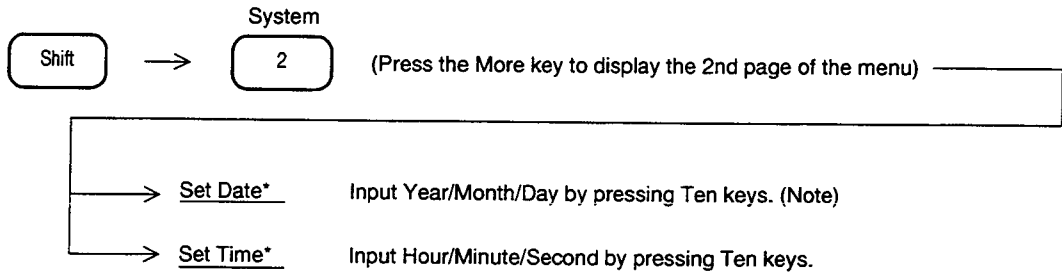 System
Shift → 2 (Press the More key to display the 2nd page of the menu)
Set Date* Input Year/Month/Day by pressing Ten keys. (Note)
Set Time* Input Hour/Minute/Second by pressing Ten keys.